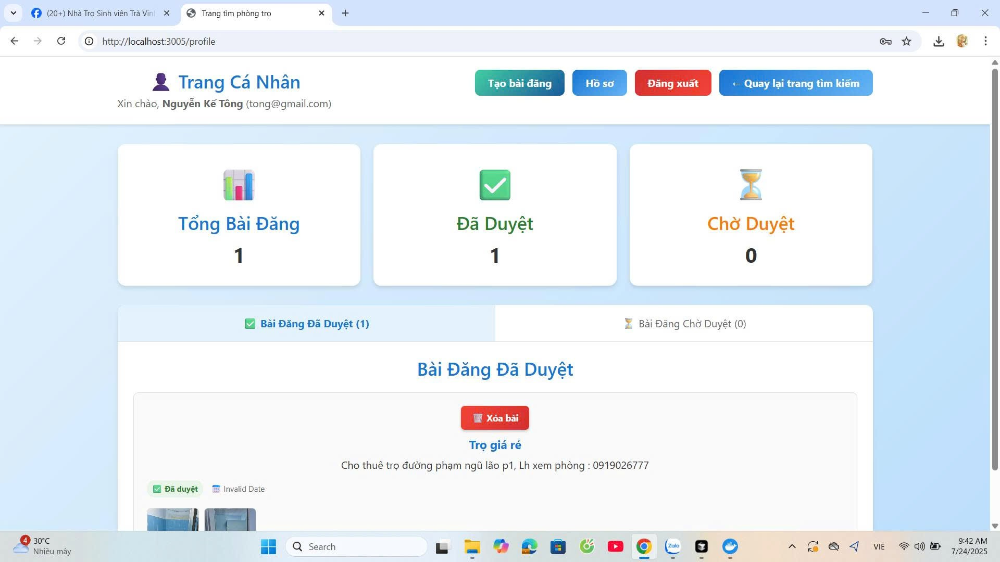 (20+) Nhà Trọ Sinh viên Trà Vin
Trang tìm phòng trọ
http://localhost:3005/profile
Trang Cá Nhân
Xin chào, Nguyễn Kế Tông (tong@gmail.com)
Tạo bài đăng
Hồ sơ
Đăng xuất
← Quay lại trang tìm kiếm
Tổng Bài Đăng
1
Đã Duyệt
1
Chờ Duyệt
0
Bài Đăng Đã Duyệt (1)
Bài Đăng Chờ Duyệt (0)
Bài Đăng Đã Duyệt
Xóa bài
Trọ giá rẻ
Cho thuê trọ đường phạm ngũ lão p1, Lh xem phòng : 0919026777
Đã duyệt
Invalid Date
4
30°C
Nhiều mây
Search
Zalo
VIE
9:42 AM
7/24/2025